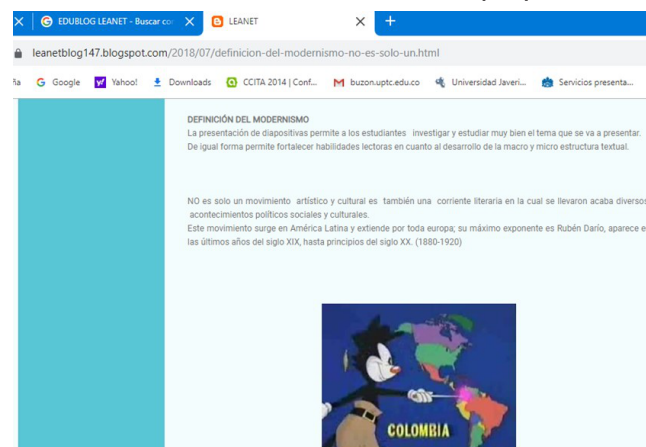 EDUBLOG LEANET - Buscar co
LEANET
leanetblog147.blogspot.com/2018/07/definicion-del-modernismo-no-es-solo-un.html
ña Google Yahoo! Downloads CCITA 2014 | Conf... buzon.uptc.edu.co Universidad Javeri... Servicios presenta...
DEFINICIÓN DEL MODERNISMO
La presentación de diapositivas permite a los estudiantes investigar y estudiar muy bien el tema que se va a presentar.
De igual forma permite fortalecer habilidades lectoras en cuanto al desarrollo de la macro y micro estructura textual.
NO es solo un movimiento artístico y cultural es también una corriente literaria en la cual se llevaron acaba diversos
acontecimientos políticos sociales y culturales.
Este movimiento surge en América Latina y extiende por toda europa; su máximo exponente es Rubén Darío, aparece e
las últimos años del siglo XIX, hasta principios del siglo XX. (1880-1920)
COLOMBIA